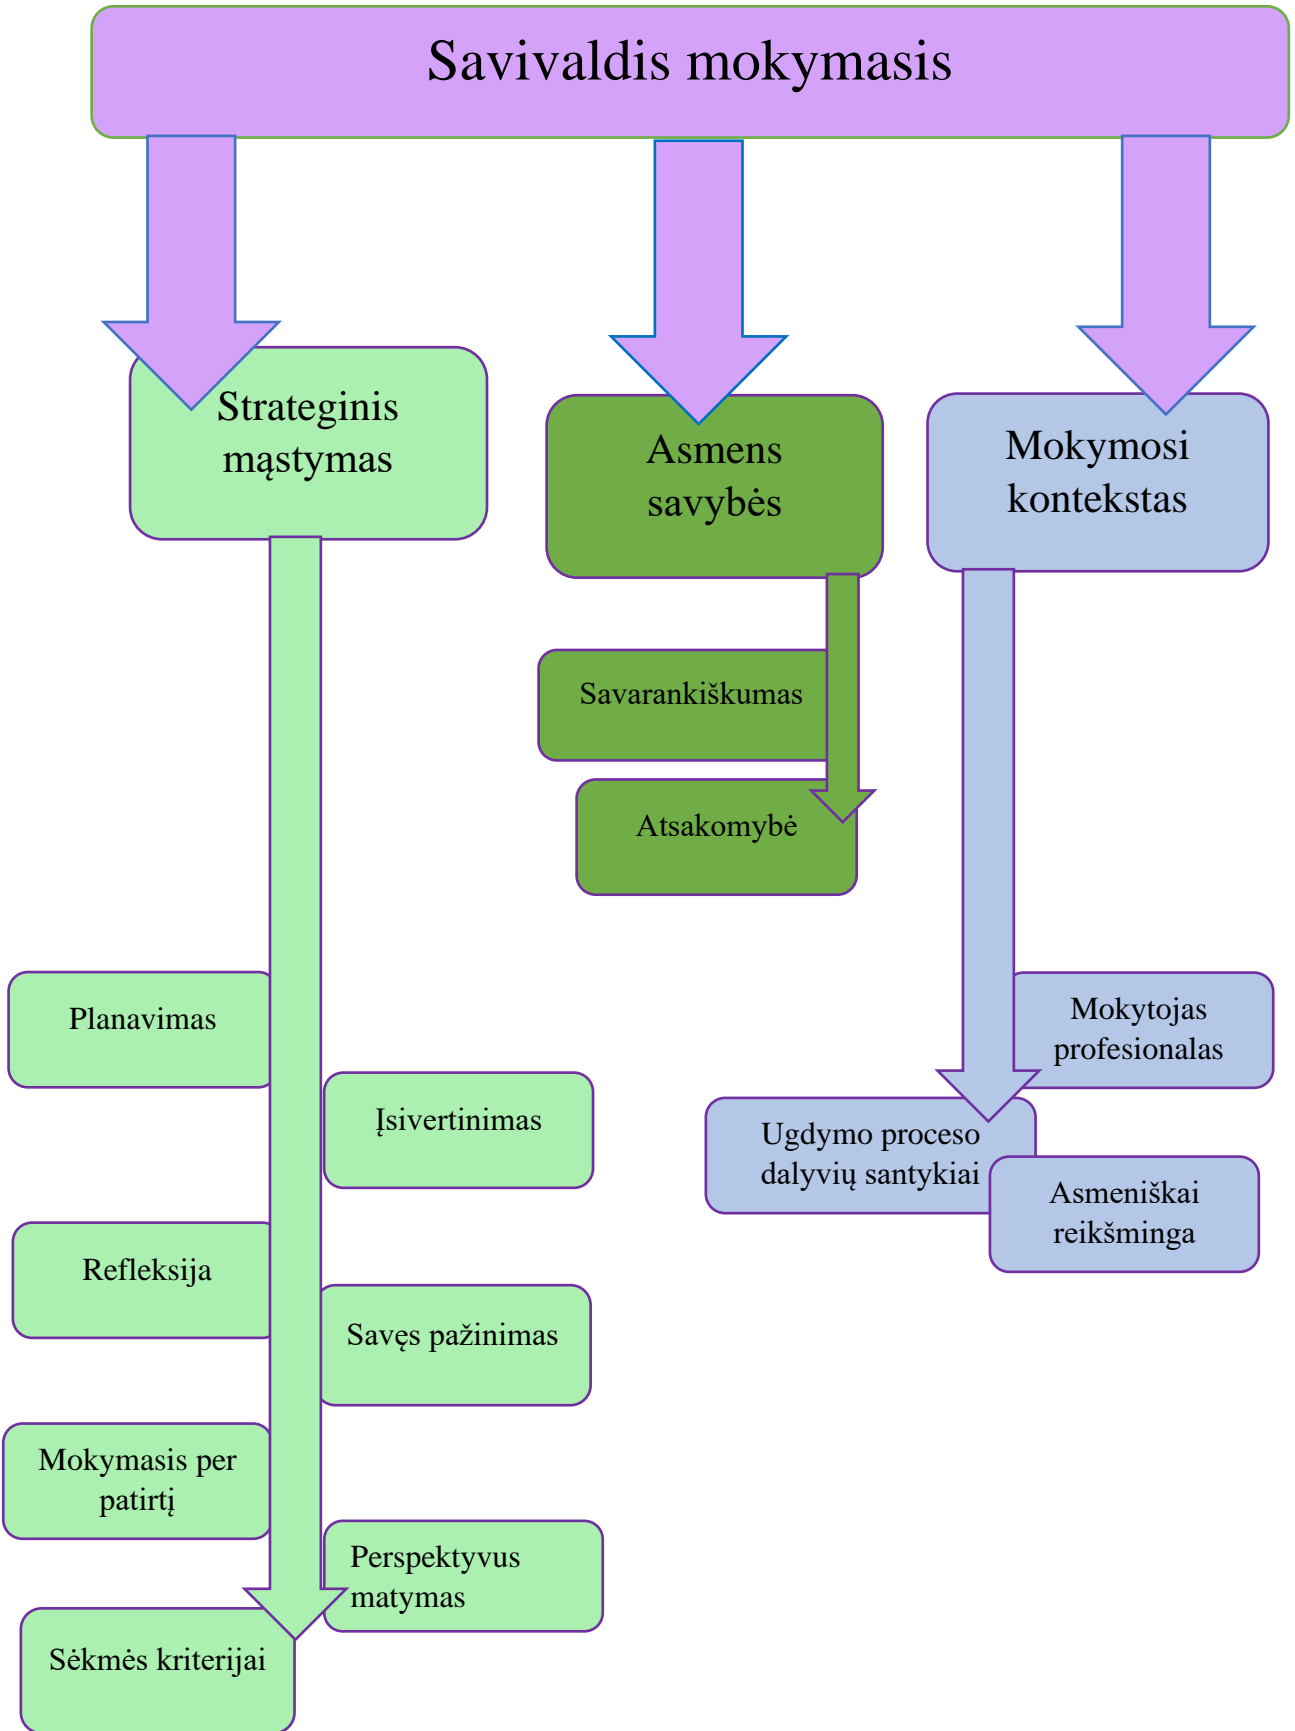 Savivaldis mokymasis
Strateginis
mąstymas
Asmens
savybės
Mokymosi
kontekstas
Savarankiškumas
Atsakomybė
Planavimas
Įsivertinimas
Refleksija
Savęs pažinimas
Mokymasis per
patirtį
Perspektyvus
matymas
Sėkmės kriterijai
Mokytojas
profesionalas
Ugdymo proceso
dalyvių santykiai
Asmeniškai
reikšminga